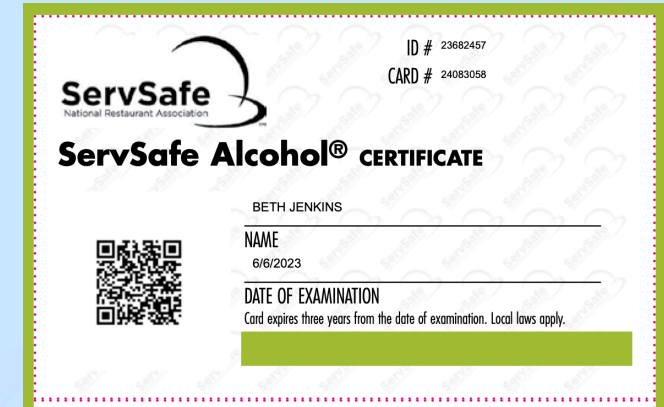 ID # 23682457
CARD # 24083058
ServSafe
National Restaurant Association
ServSafe Alcohol® CERTIFICATE
BETH JENKINS
NAME
6/6/2023
DATE OF EXAMINATION
Card expires three years from the date of examination. Local laws apply.